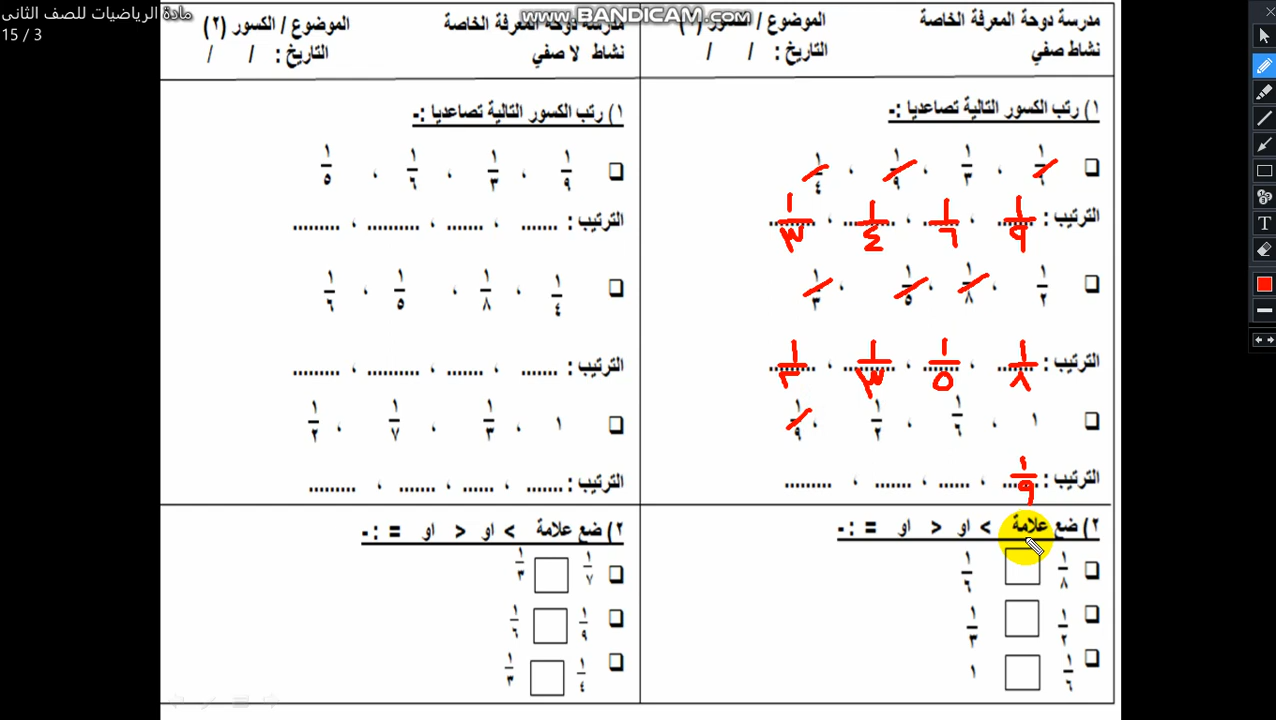 مادة الرياضيات للصف الثانى
15 / 3
WWW.BANDICAM.COM
مدرسة دوحة المعرفة الخاصة الموضوع / الكسور (٢)
نشاط صفي التاريخ : / /
١) رتب الكسور التالية تصاعديا :-
١/٦ ، ١/٣ ، ١/٩ ، ١/٤
الترتيب : ١/٩ ، ١/٦ ، ١/٤ ، ١/٣
١/٢ ، ١/٨ ، ١/٥ ، ١/٣
الترتيب : ١/٨ ، ١/٥ ، ١/٣ ، ١/٢
١ ، ١/٦ ، ١/٢ ، ١/٩
الترتيب : ١/٩ ، ...... ، ....... ، .........
٢) ضع علامة < او > او = :-
١/٨ □ ١/٦
١/٢ □ ١/٣
١/٦ □ ١
مدرسة دوحة المعرفة الخاصة الموضوع / الكسور (٢)
نشاط لا صفي التاريخ : / /
١) رتب الكسور التالية تصاعديا :-
١/٩ ، ١/٣ ، ١/٦ ، ١/٥
الترتيب : ....... ، ....... ، .......... ، .........
١/٤ ، ١/٨ ، ١/٥ ، ١/٦
الترتيب : ....... ، ....... ، .......... ، .........
١ ، ١/٣ ، ١/٧ ، ١/٢
الترتيب : ....... ، ...... ، ....... ، .........
٢) ضع علامة < او > او = :-
١/٧ □ ١/٣
١/٩ □ ١/٦
١/٤ □ ١/٣